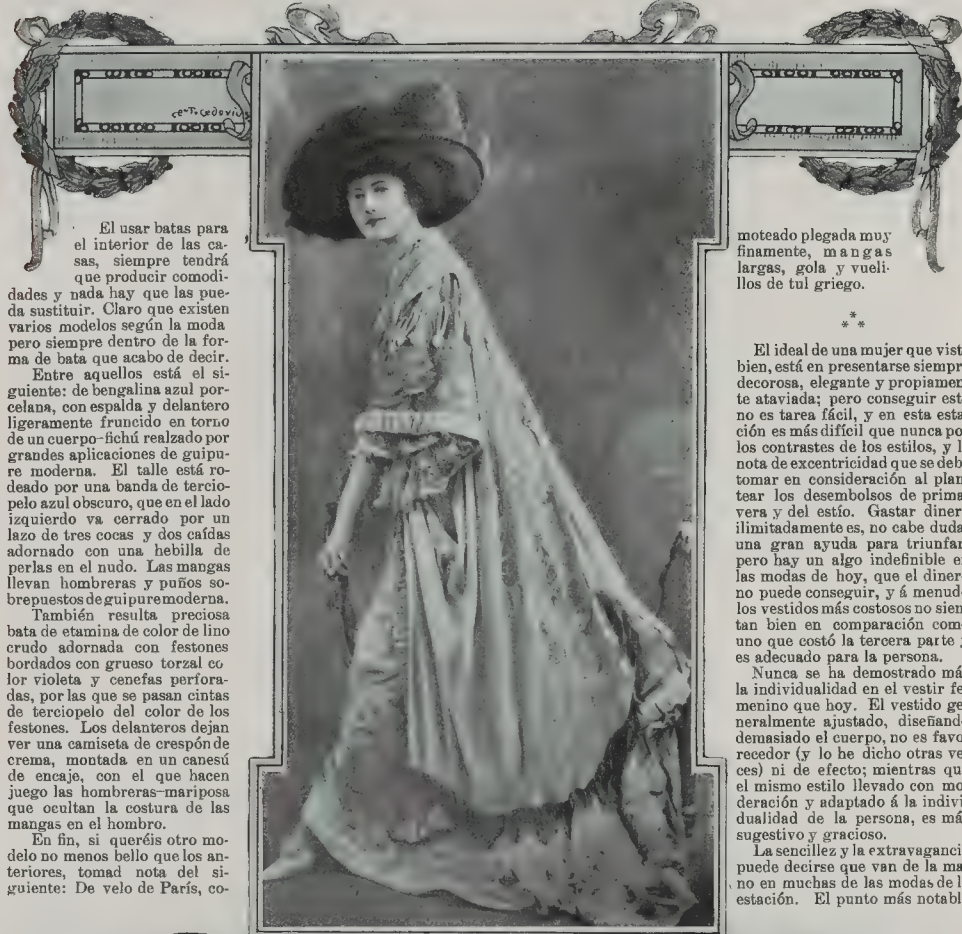 El usar batas para
el interior de las ca-
sas, siempre tendrá
que producir comodi-
dades y nada hay que las pue-
da sustituir. Claro que existen
varios modelos según la moda
pero siempre dentro de la for-
ma de bata que acabo de decir.
Entre aquellos está el si-
guiente: de bengalina azul por-
celana, con espalda y delantero
ligeramente fruncido en torno
de un cuerpo-fichú realzado por
grandes aplicaciones de guipu-
re moderna. El talle está ro-
deado por una banda de tercio-
pelo azul obscuro, que en el lado
izquierdo va cerrado por un
lazo de tres cocas y dos caídas
adornado con una hebilla de
perlas en el nudo. Las mangas
llevan hombreras y puños so-
brepuestos de guipure moderna.
También resulta preciosa
bata de etamina de color de lino
crudo adornada con festones
bordados con grueso torzal co
lor violeta y cenefas perfora-
das, por las que se pasan cintas
de terciopelo del color de los
festones. Los delanteros dejan
ver una camiseta de crespón de
crema, montada en un canesú
de encaje, con el que hacen
juego las hombreras-mariposa
que ocultan la costura de las
mangas en el hombro.
En fin, si queréis otro mo-
delo no menos bello que los an-
teriores, tomad nota del si-
guiente: De velo de París, co-
moteado plegada muy
finamente, mangas
largas, gola y vueli-
llos de tul griego.
***
El ideal de una mujer que vist
bien, está en presentarse siempr
decorosa, elegante y propiamen
te ataviada; pero conseguir est
no es tarea fácil, y en esta esta
ción es más difícil que nunca po
los contrastes de los estilos, y l
nota de excentricidad que se deb
tomar en consideración al plan
tear los desembolsos de prima
vera y del estío. Gastar diner
ilimitadamente es, no cabe duda
una gran ayuda para triunfar
pero hay un algo indefinible e
las modas de hoy, que el diner
no puede conseguir, y á menud
los vestidos más costosos no sien
tan bien en comparación com
uno que costó la tercera parte
es adecuado para la persona.
Nunca se ha demostrado má
la individualidad en el vestir fe
menino que hoy. El vestido ge
neralmente ajustado, diseñand
demasiado el cuerpo, no es favo
recedor (y lo he dicho otras ve
ces) ni de efecto; mientras qu
el mismo estilo llevado con mo
deración y adaptado á la indivi
dualidad de la persona, es má
sugestivo y gracioso.
La sencillez y la extravaganci
puede decirse que van de la ma
no en muchas de las modas de l
estación. El punto más notabl